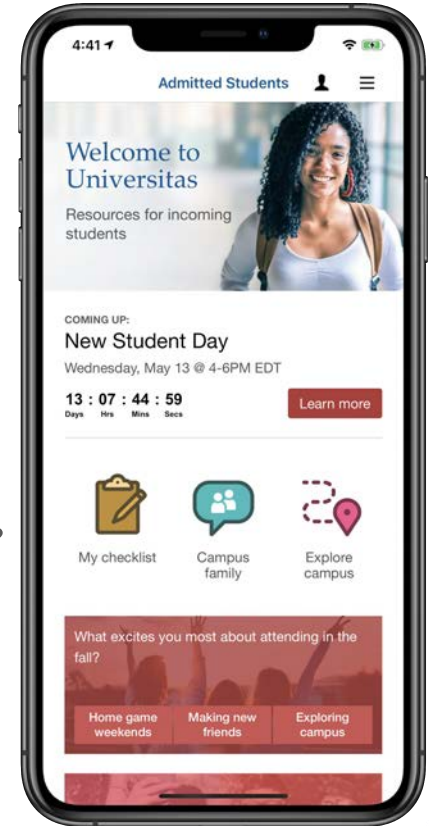 4:41
Admitted Students
Welcome to
Universitas
Resources for incoming
students
COMING UP:
New Student Day
Wednesday, May 13 @ 4-6PM EDT
13 : 07 : 44 : 59
Days Hrs Mins Secs
Learn more
My checklist
Campus
family
Explore
campus
What excites you most about attending in the
fall?
Home game
weekends
Making new
friends
Exploring
campus